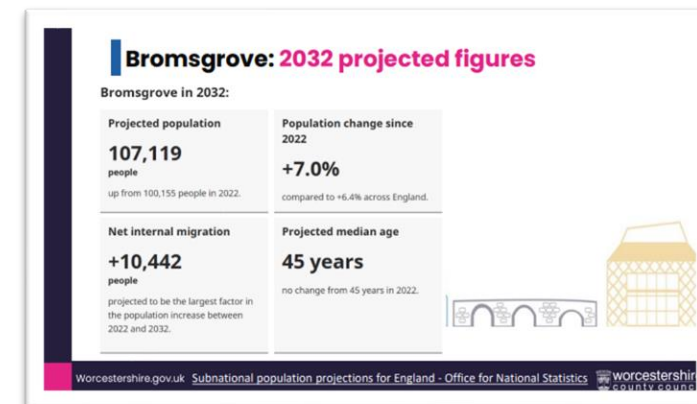 Bromsgrove: 2032 projected figures
Bromsgrove in 2032:
Projected population
107,119
people
up from 100,155 people in 2022.
Population change since
2022
+7.0%
compared to +6.4% across England.
Net internal migration
+10,442
people
projected to be the largest factor in
the population increase between
2022 and 2032.
Projected median age
45 years
no change from 45 years in 2022.
Worcestershire.gov.uk Subnational population projections for England - Office for National Statistics
worcestershire
county council